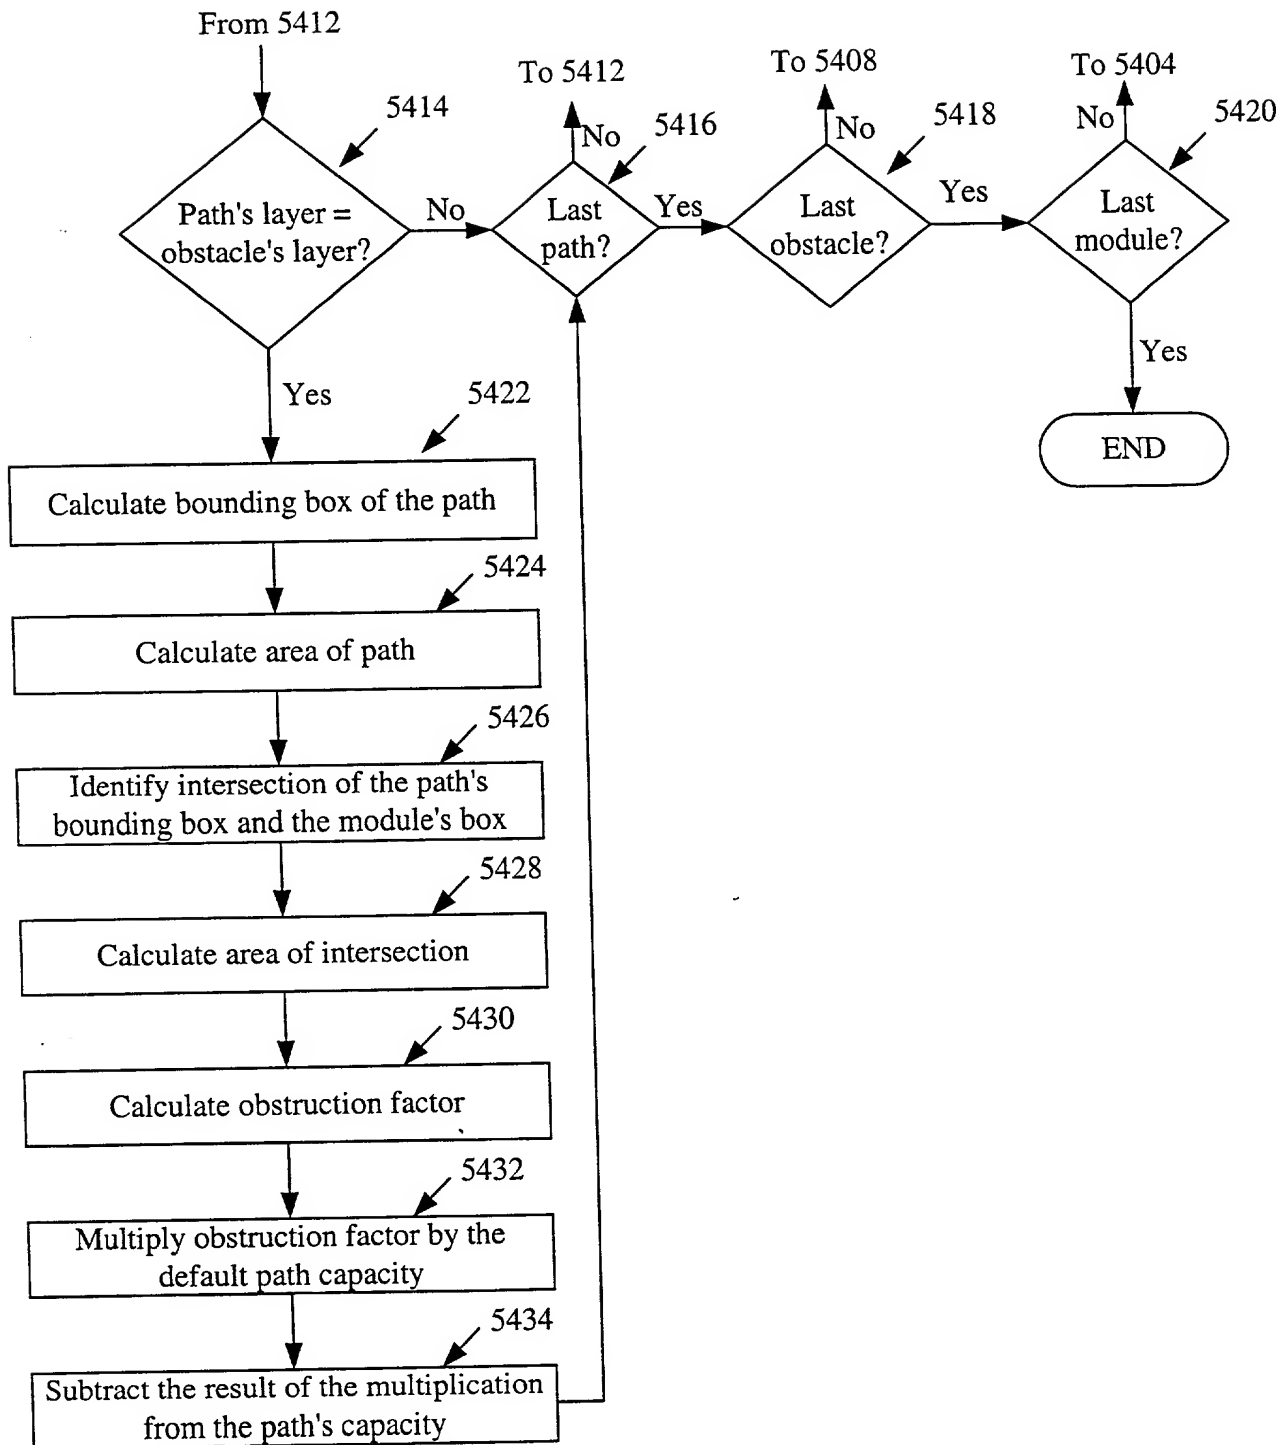 From 5412
To 5412
To 5408
To 5404
5414
5416
5418
5420
No
No
No
Path's layer =
obstacle's layer?
No
Last
path?
Yes
Last
obstacle?
Yes
Last
module?
Yes
Yes
END
5422
Calculate bounding box of the path
5424
Calculate area of path
5426
Identify intersection of the path's
bounding box and the module's box
5428
Calculate area of intersection
5430
Calculate obstruction factor
5432
Multiply obstruction factor by the
default path capacity
5434
Subtract the result of the multiplication
from the path's capacity